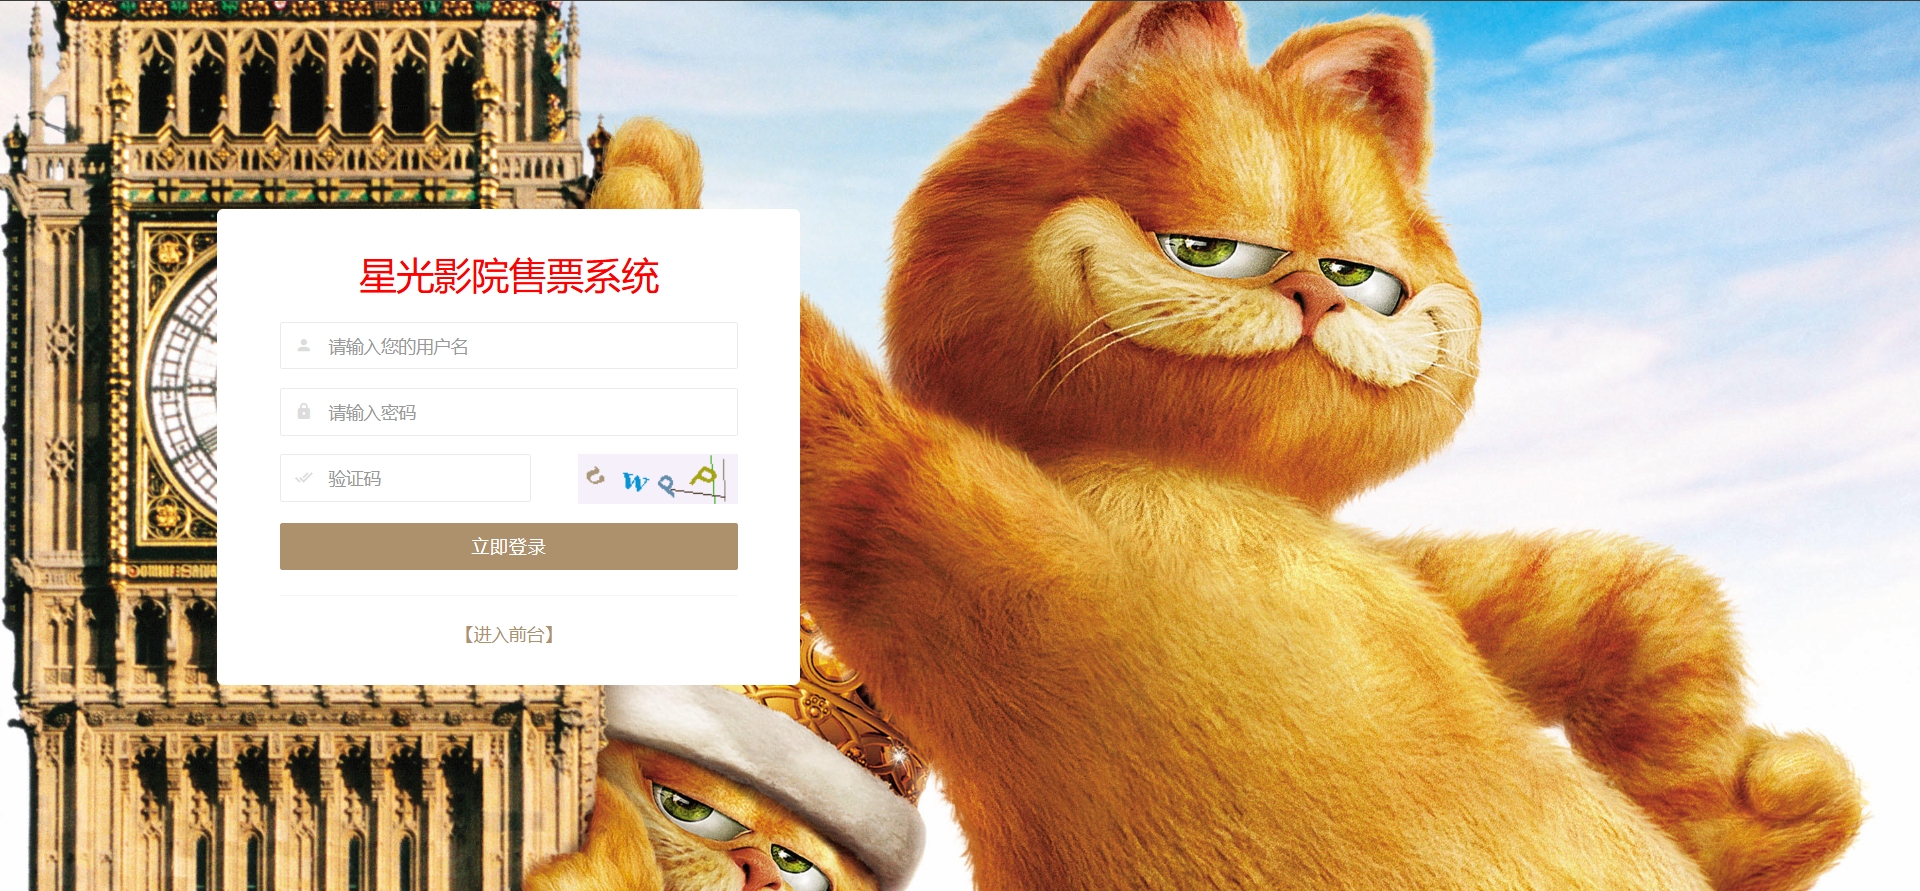 星光影院售票系统
请输入您的用户名
请输入密码
验证码
立即登录
【进入前台】